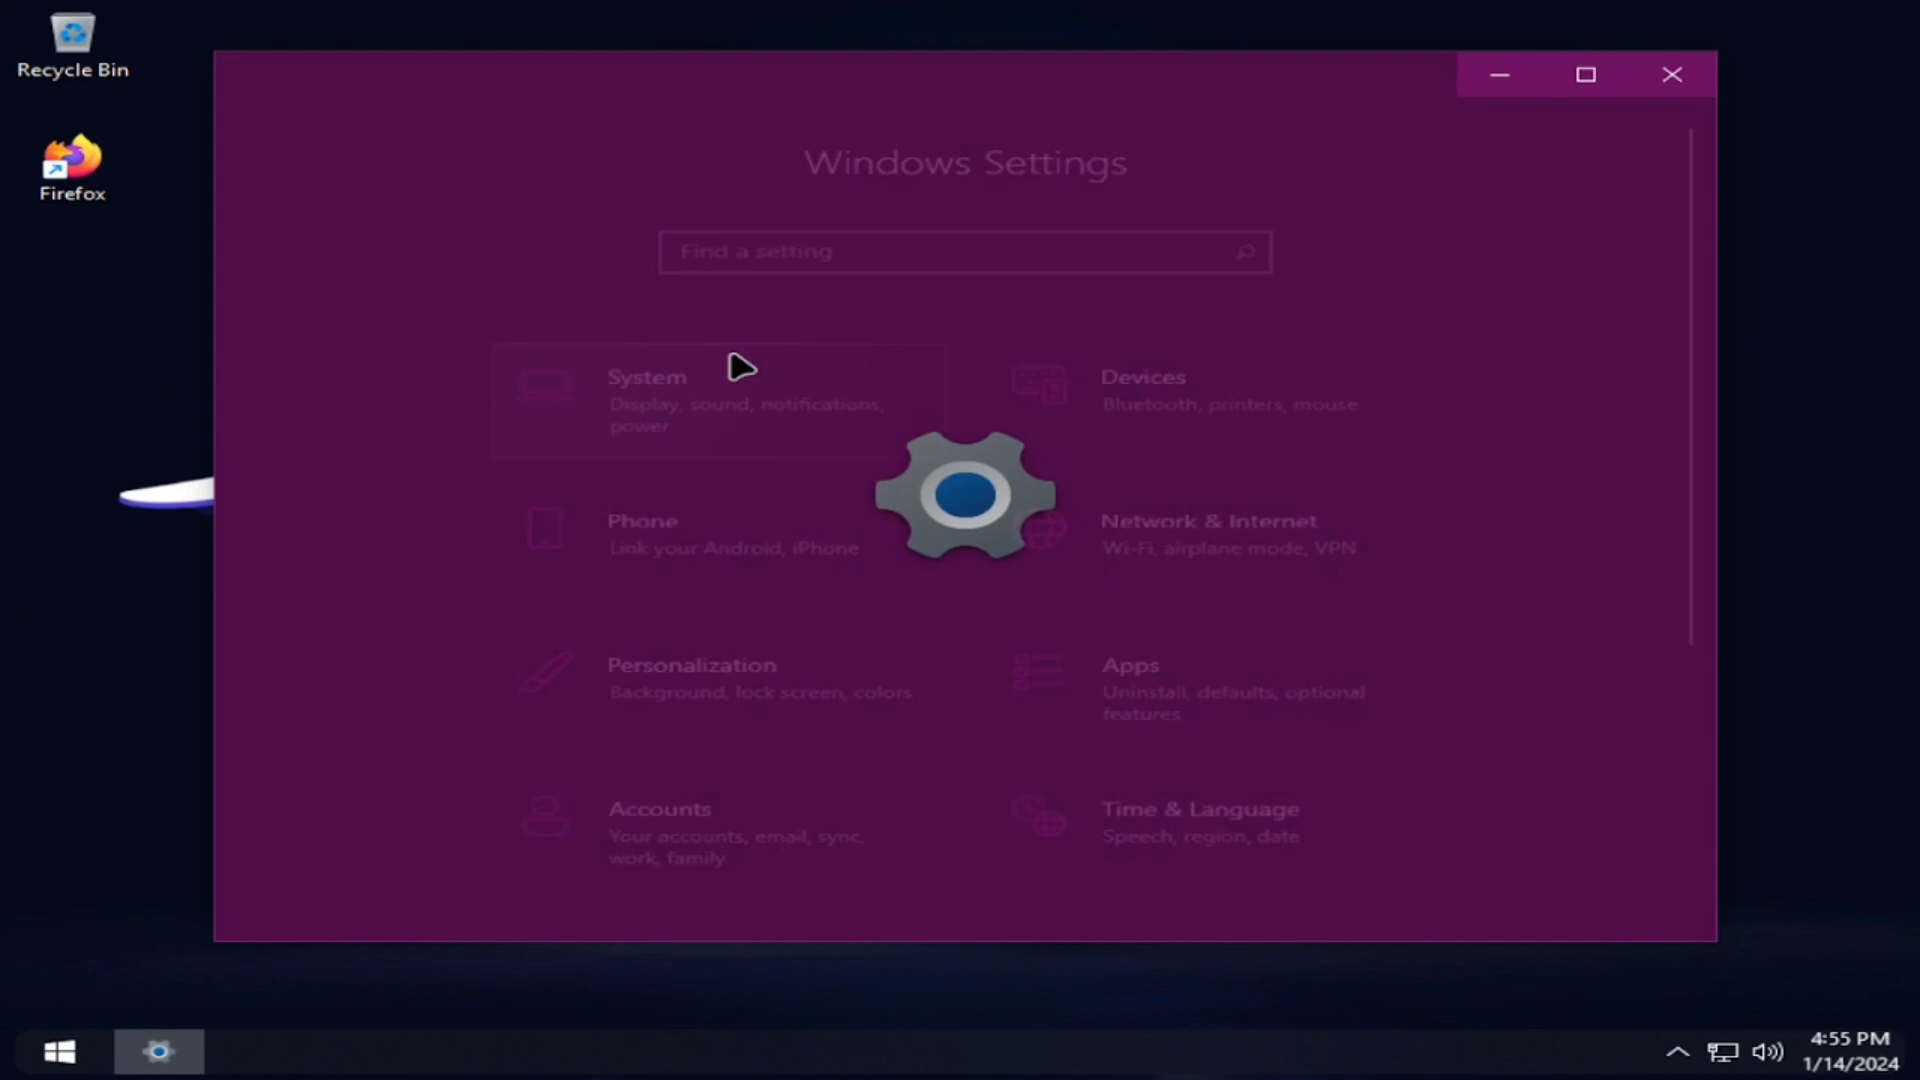 Recycle Bin
Firefox
Windows Settings
Find a setting
System
Display, sound, notifications,
power
Devices
Bluetooth, printers, mouse
Phone
Link your Android, iPhone
Network & Internet
Wi-Fi, airplane mode, VPN
Personalization
Background, lock screen, colors
Apps
Uninstall, defaults, optional
features
Accounts
Your accounts, email, sync,
work, family
Time & Language
Speech, region, date
4:55 PM
1/14/2024